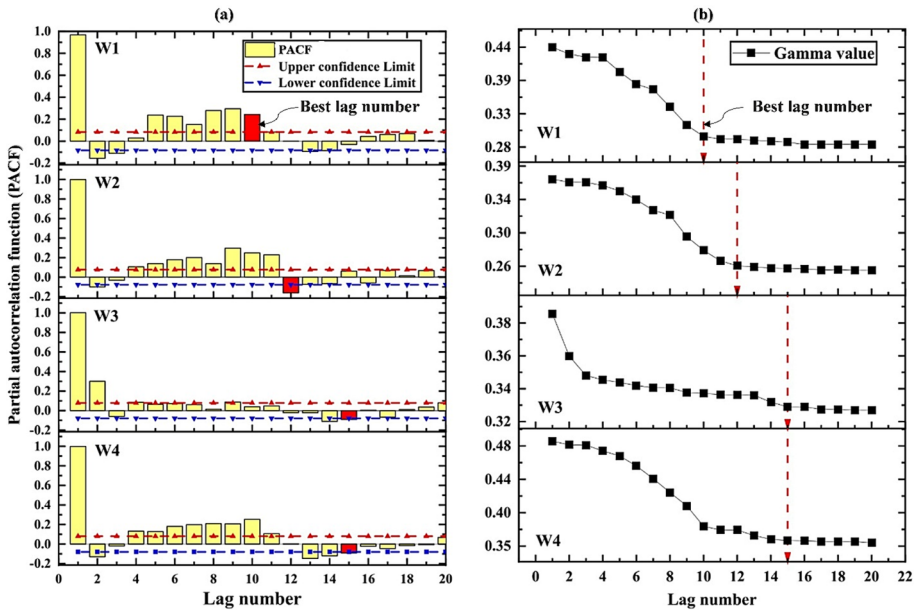 (a)
(b)
Partial autocorrelation function (PACF)
W1
PACF
Upper confidence Limit
Lower confidence Limit
Best lag number
1.0
0.8
0.6
0.4
0.2
0.0
-0.2
W2
1.0
0.8
0.6
0.4
0.2
0.0
-0.2
W3
1.0
0.8
0.6
0.4
0.2
0.0
-0.2
W4
1.0
0.8
0.6
0.4
0.2
0.0
-0.2
0 2 4 6 8 10 12 14 16 18 20
Lag number
Gamma value
Best lag number
0.44
0.39
0.33
0.28
W1
0.39
0.34
0.26
W2
0.38
0.36
0.34
0.32
W3
0.48
0.35
W4
0 2 4 6 8 10 12 14 16 18 20 22
Lag number